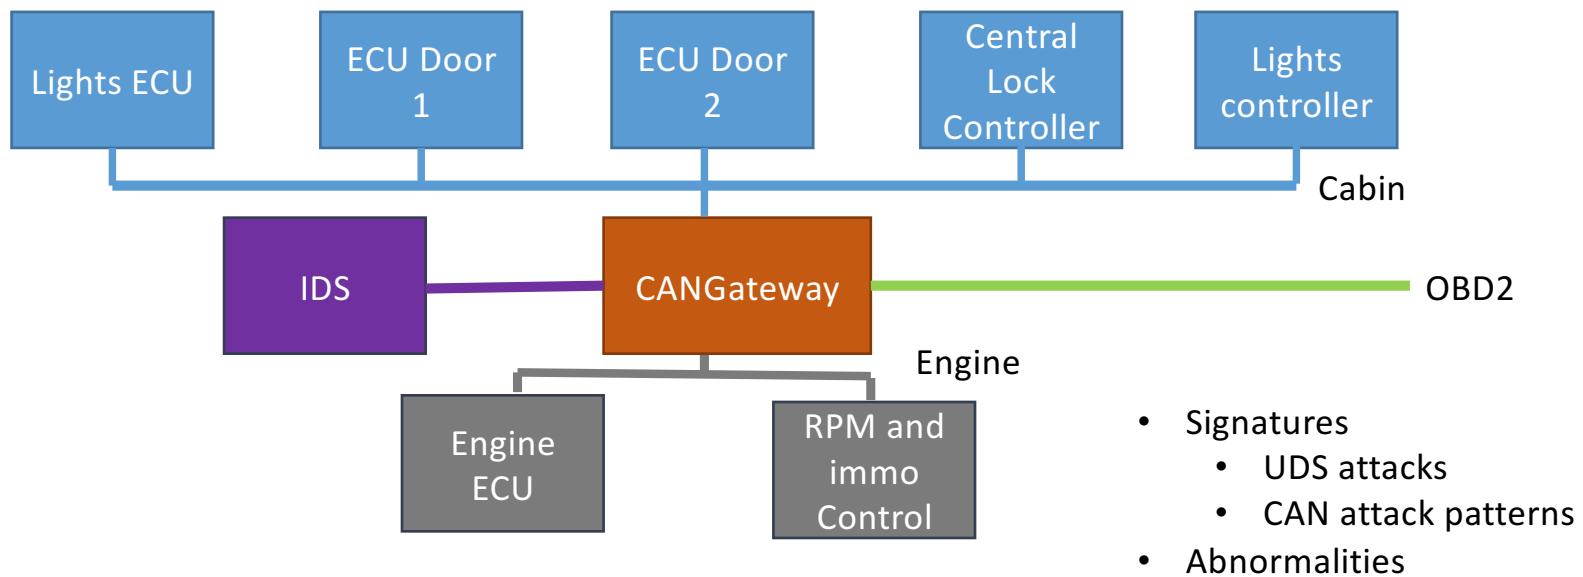 Lights ECU
ECU Door
1
ECU Door
2
Central
Lock
Controller
Lights
controller
Cabin
IDS
CANGateway
OBD2
Engine
Engine
ECU
RPM and
immo
Control
• Signatures
• UDS attacks
• CAN attack patterns
• Abnormalities